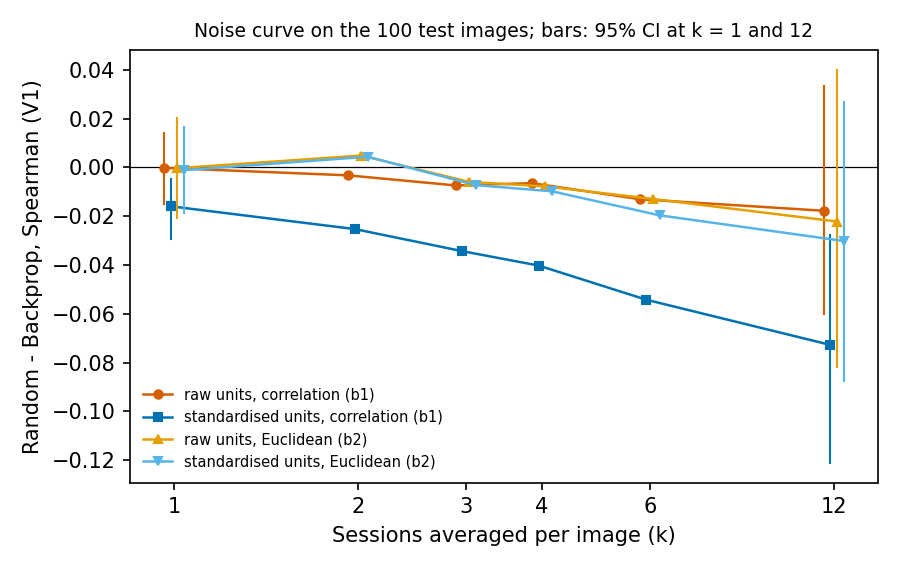 Noise curve on the 100 test images; bars: 95% CI at k = 1 and 12
Random - Backprop, Spearman (V1)
0.04
0.02
0.00
−0.02
−0.04
−0.06
−0.08
−0.10
−0.12
raw units, correlation (b1)
standardised units, correlation (b1)
raw units, Euclidean (b2)
standardised units, Euclidean (b2)
1 2 3 4 6 12
Sessions averaged per image (k)